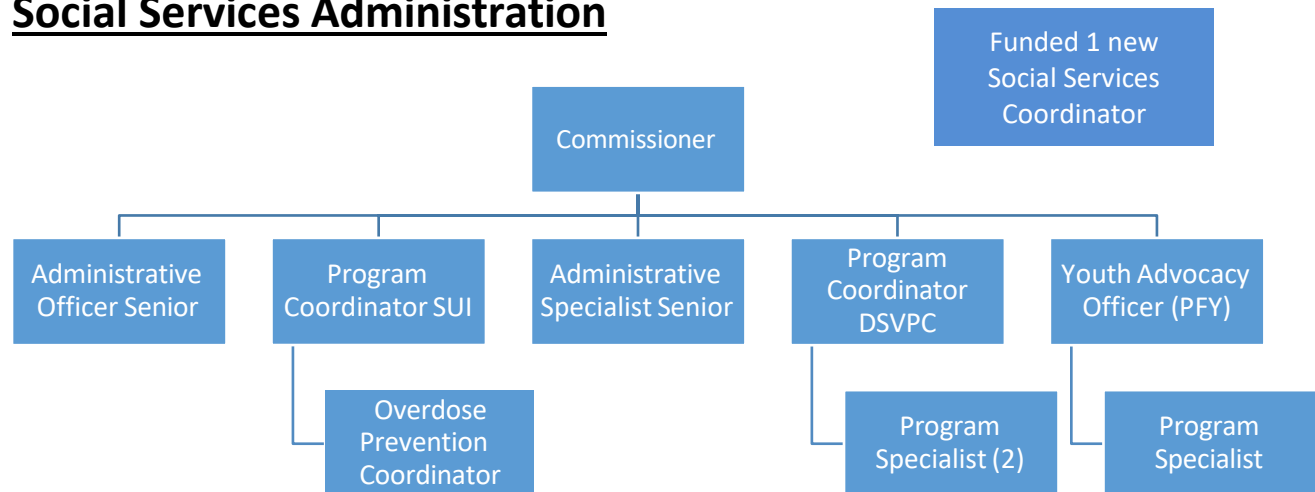 Social Services Administration
Funded 1 new
Social Services
Coordinator
Commissioner
Administrative
Officer Senior
Program
Coordinator SUI
Administrative
Specialist Senior
Program
Coordinator
DSVPC
Youth Advocacy
Officer (PFY)
Overdose
Prevention
Coordinator
Program
Specialist (2)
Program
Specialist